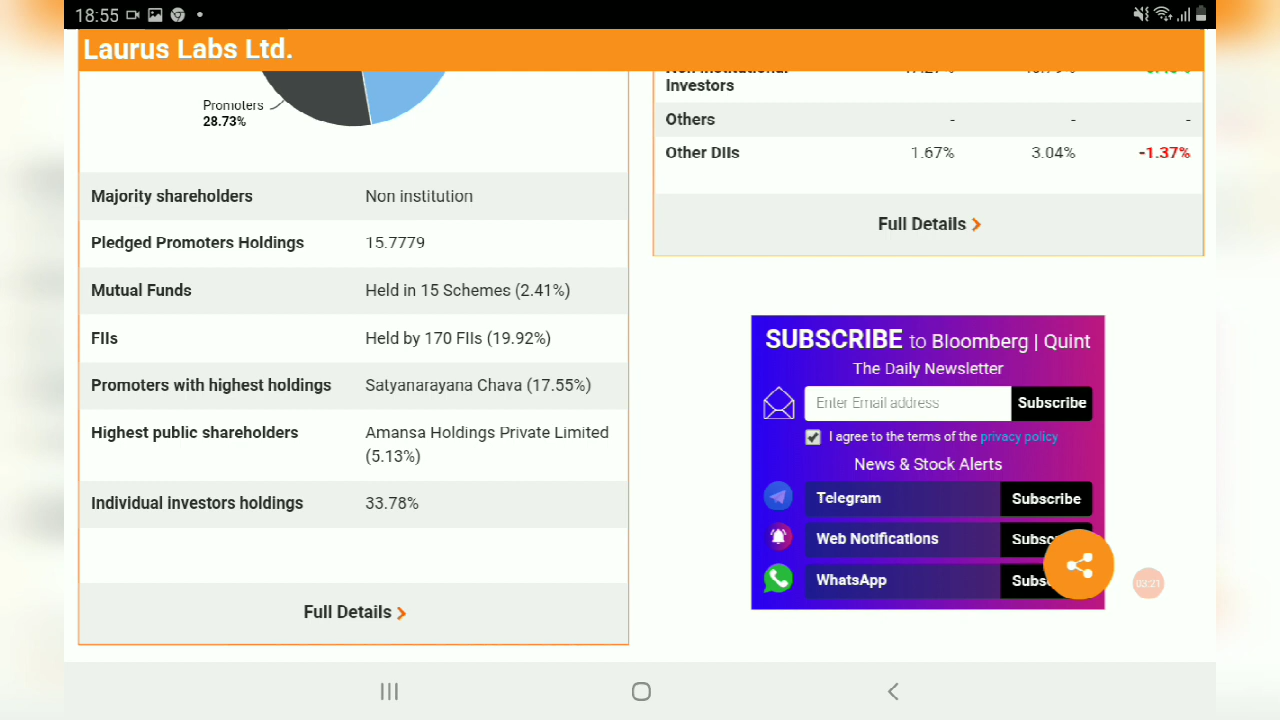 18:55
Laurus Labs Ltd.
Promoters
28.73%
Majority shareholders Non institution
Pledged Promoters Holdings 15.7779
Mutual Funds Held in 15 Schemes (2.41%)
FIIs Held by 170 FIIs (19.92%)
Promoters with highest holdings Satyanarayana Chava (17.55%)
Highest public shareholders Amansa Holdings Private Limited
(5.13%)
Individual investors holdings 33.78%
Full Details
Investors
Others - - -
Other DIIs 1.67% 3.04% -1.37%
Full Details
SUBSCRIBE to Bloomberg | Quint
The Daily Newsletter
Enter Email address Subscribe
I agree to the terms of the privacy policy
News & Stock Alerts
Telegram Subscribe
Web Notifications
WhatsApp
03:21